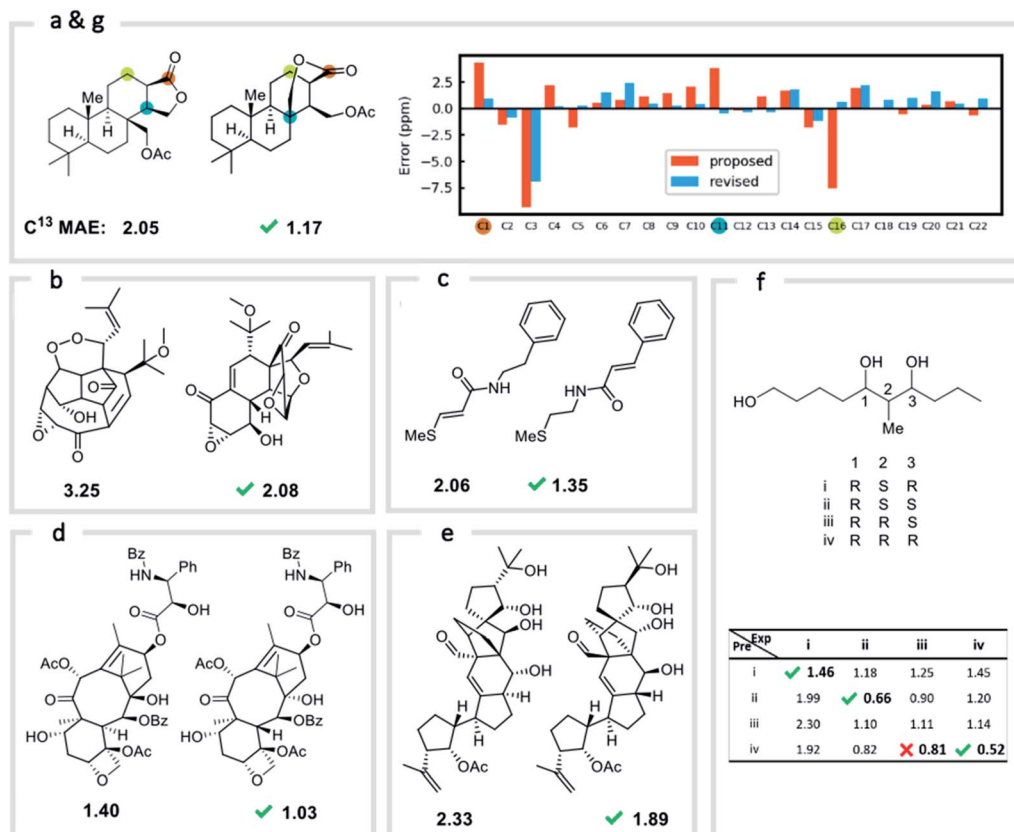 a & g
O
O
Me
H
H
OAc
C¹³ MAE: 2.05
O
O
Me
H
H
OAc
✓ 1.17
Error (ppm)
2.5
0.0
−2.5
−5.0
−7.5
proposed
revised
C1 C2 C3 C4 C5 C6 C7 C8 C9 C10 C11 C12 C13 C14 C15 C16 C17 C18 C19 C20 C21 C22
b
O O
O
O
OH
O
O
3.25
O
O
O
O
O
H
OH
O
✓ 2.08
c
NH
O
MeS
2.06
HN
O
MeS
✓ 1.35
f
OH OH
HO
1 2 3
Me
1 2 3
i R S R
ii R S S
iii R R S
iv R R R
Exp
Pre
i ii iii iv
i ✓ 1.46 1.18 1.25 1.45
ii 1.99 ✓ 0.66 0.90 1.20
iii 2.30 1.10 1.11 1.14
iv 1.92 0.82 ✗ 0.81 ✓ 0.52
d
Bz
HN Ph
O OH
O
AcO
O
OH
OBz
HO H
OAc
O
1.40
Bz
HN Ph
O OH
O
AcO
O
OH
OBz
HO H
OAc
O
✓ 1.03
e
OH
OH
OH
O
OH
H
H
H
OAc
2.33
OH
OH
OH
O
OH
H
H
H
OAc
✓ 1.89